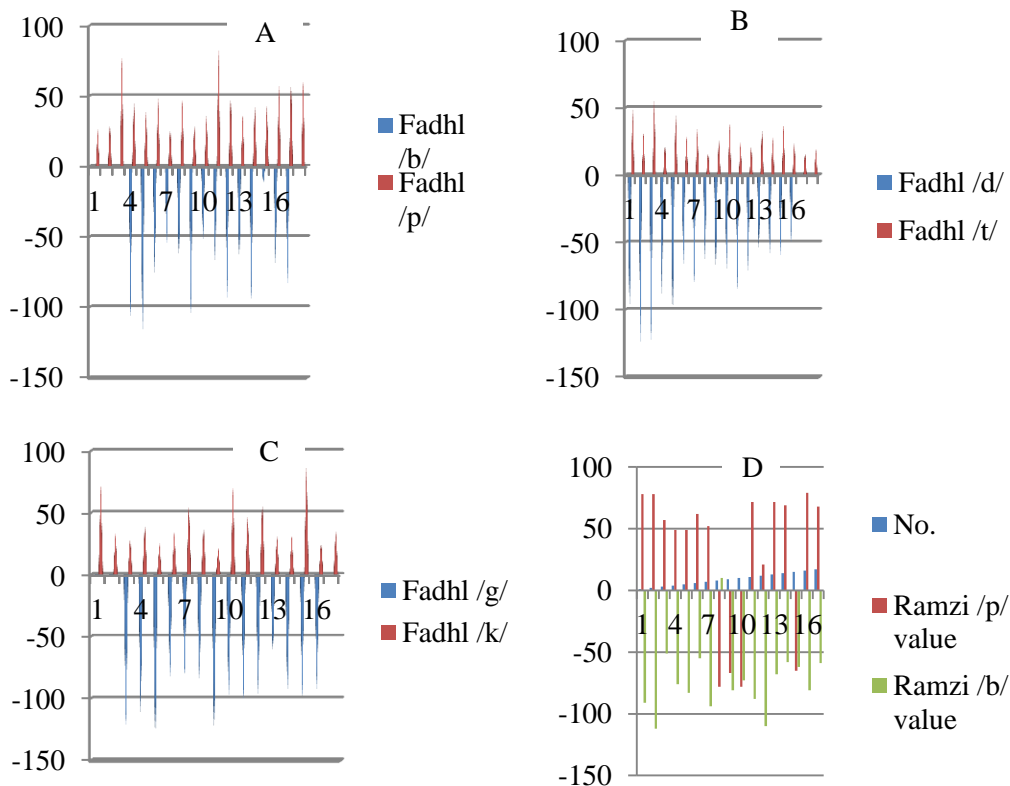 A
100
50
0
1 4 7 10 13 16
-50
-100
-150
Fadhl
/b/
Fadhl
/p/
B
100
50
0
1 4 7 10 13 16
-50
-100
-150
Fadhl /d/
Fadhl /t/
C
100
50
0
1 4 7 10 13 16
-50
-100
-150
Fadhl /g/
Fadhl /k/
D
100
50
0
1 4 7 10 13 16
-50
-100
-150
No.
Ramzi /p/
value
Ramzi /b/
value